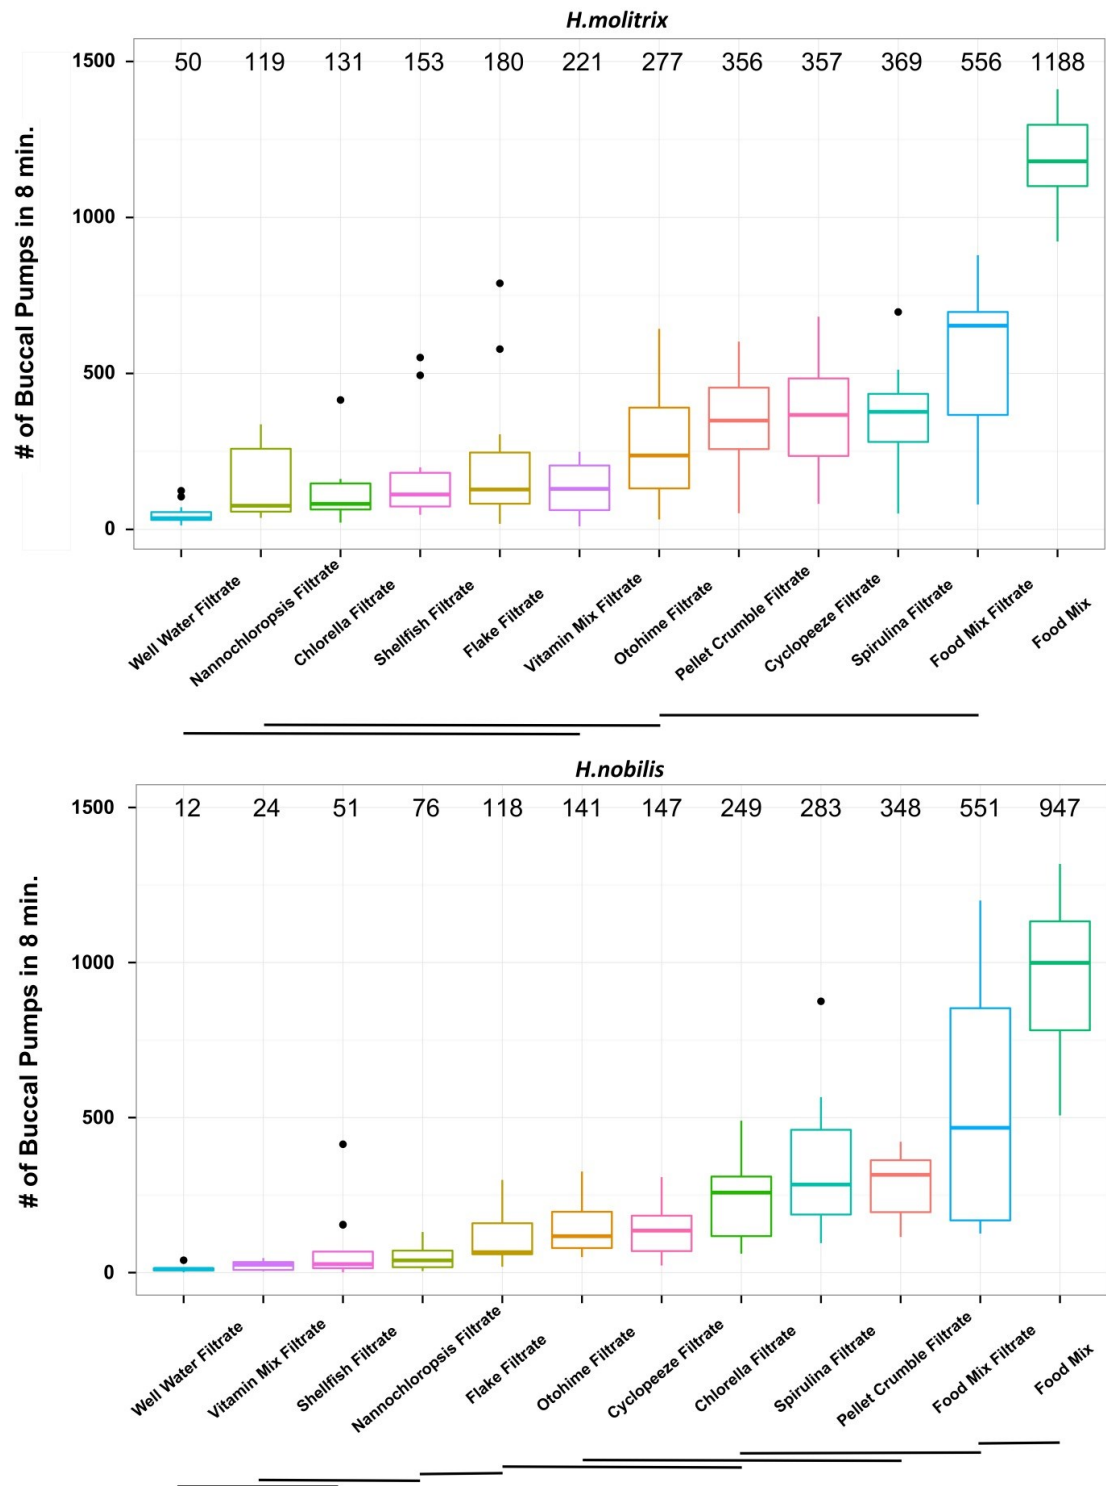 H.molitrix
1500 50 119 131 153 180 221 277 356 357 369 556 1188
1000
500
0
# of Buccal Pumps in 8 min.
Well Water Filtrate
Nannochloropsis Filtrate
Chlorella Filtrate
Shellfish Filtrate
Flake Filtrate
Vitamin Mix Filtrate
Otohime Filtrate
Pellet Crumble Filtrate
Cyclopeeze Filtrate
Spirulina Filtrate
Food Mix Filtrate
Food Mix
H.nobilis
1500 12 24 51 76 118 141 147 249 283 348 551 947
1000
500
0
# of Buccal Pumps in 8 min.
Well Water Filtrate
Vitamin Mix Filtrate
Shellfish Filtrate
Nannochloropsis Filtrate
Flake Filtrate
Otohime Filtrate
Cyclopeeze Filtrate
Chlorella Filtrate
Spirulina Filtrate
Pellet Crumble Filtrate
Food Mix Filtrate
Food Mix